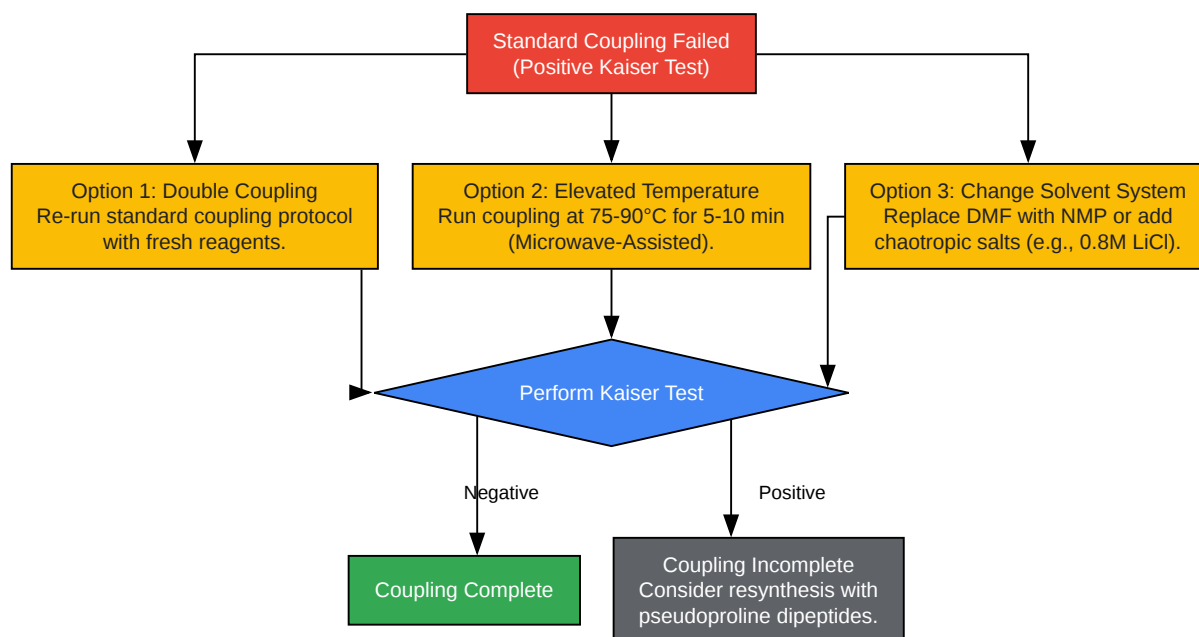 Standard Coupling Failed
(Positive Kaiser Test)
Option 1: Double Coupling
Re-run standard coupling protocol
with fresh reagents.
Option 2: Elevated Temperature
Run coupling at 75-90°C for 5-10 min
(Microwave-Assisted).
Option 3: Change Solvent System
Replace DMF with NMP or add
chaotropic salts (e.g., 0.8M LiCl).
Perform Kaiser Test
Negative
Positive
Coupling Complete
Coupling Incomplete
Consider resynthesis with
pseudoproline dipeptides.